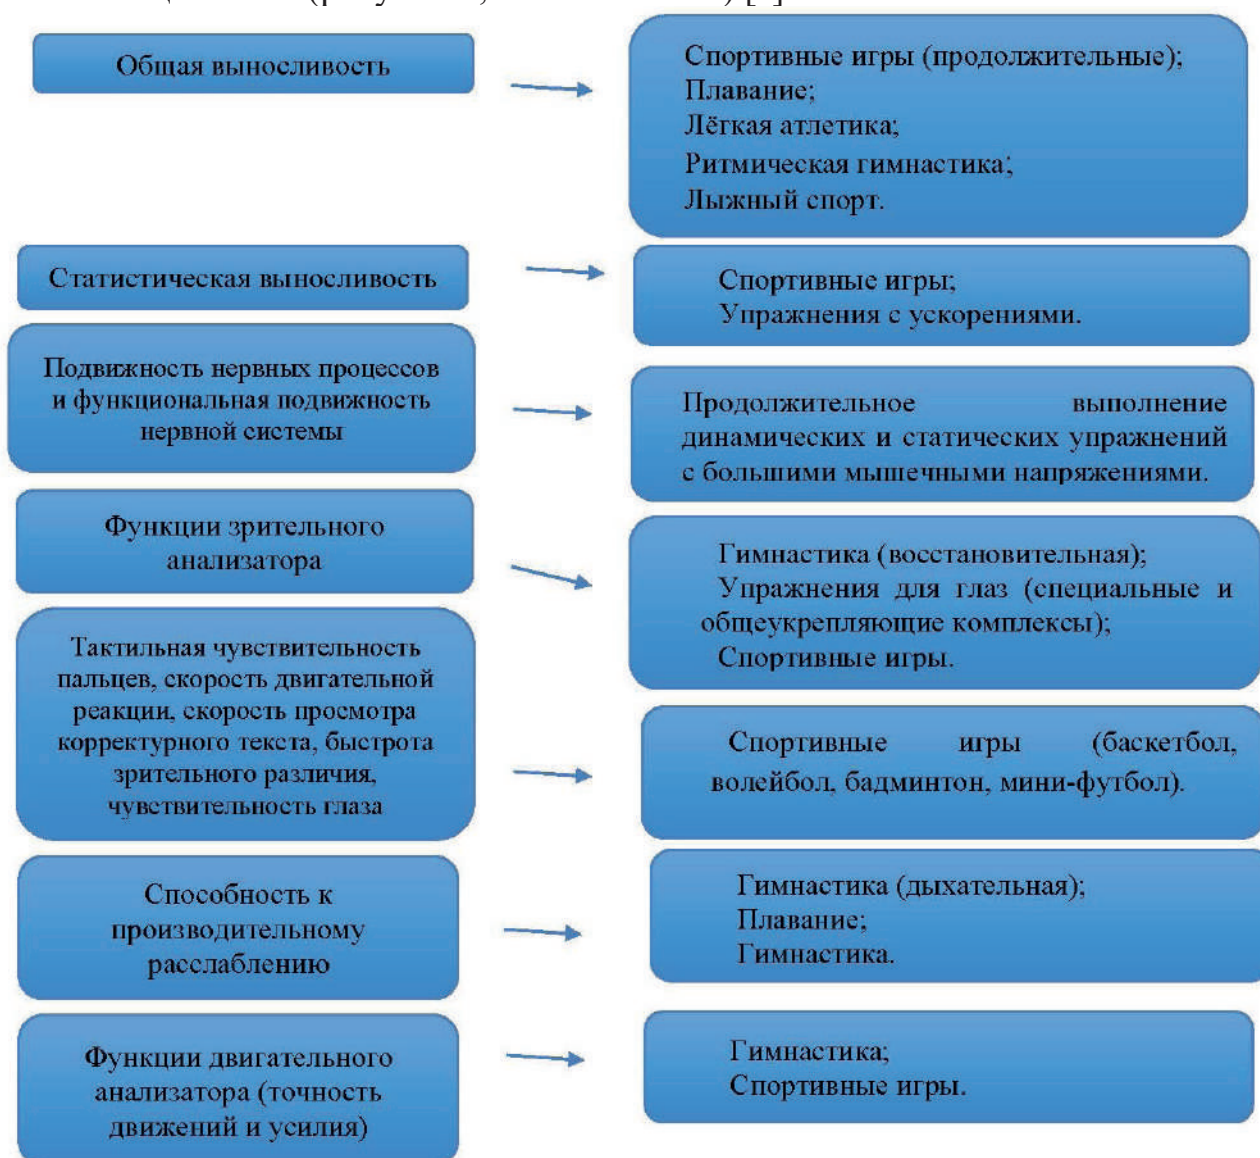 Общая выносливость
Спортивные игры (продолжительные);
Плавание;
Лёгкая атлетика;
Ритмическая гимнастика;
Лыжный спорт.
Статистическая выносливость
Спортивные игры;
Упражнения с ускорениями.
Подвижность нервных процессов
и функциональная подвижность
нервной системы
Продолжительное выполнение
динамических и статических упражнений
с большими мышечными напряжениями.
Функции зрительного
анализатора
Гимнастика (восстановительная);
Упражнения для глаз (специальные и
общеукрепляющие комплексы);
Спортивные игры.
Тактильная чувствительность
пальцев, скорость двигательной
реакции, скорость просмотра
корректурного текста, быстрота
зрительного различия,
чувствительность глаза
Спортивные игры (баскетбол,
волейбол, бадминтон, мини-футбол).
Способность к
производительному
расслаблению
Гимнастика (дыхательная);
Плавание;
Гимнастика.
Функции двигательного
анализатора (точность
движений и усилия)
Гимнастика;
Спортивные игры.